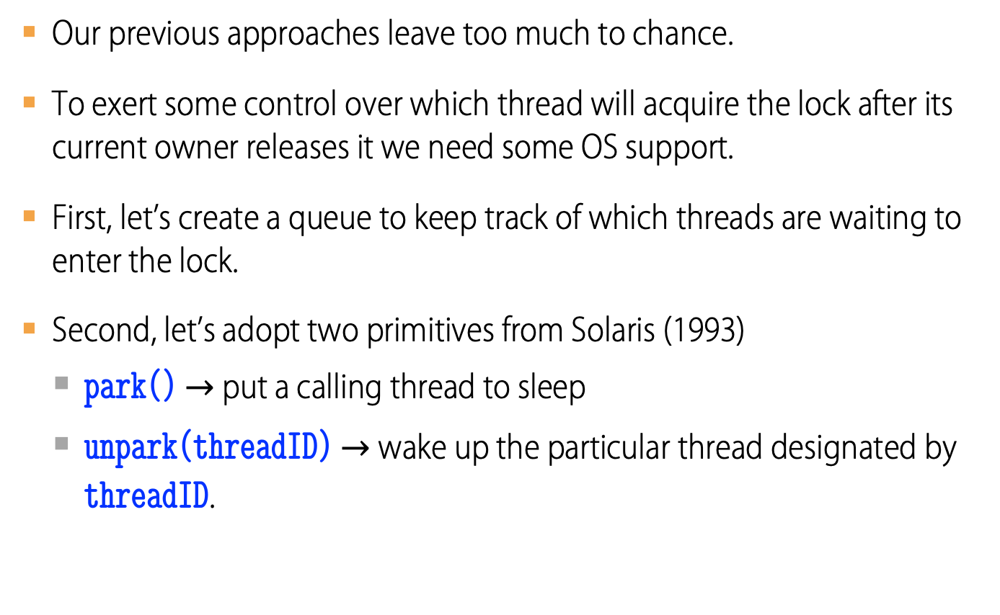 Our previous approaches leave too much to chance.
To exert some control over which thread will acquire the lock after its
current owner releases it we need some OS support.
First, let’s create a queue to keep track of which threads are waiting to
enter the lock.
Second, let’s adopt two primitives from Solaris (1993)
park() → put a calling thread to sleep
unpark(threadID) → wake up the particular thread designated by
threadID.